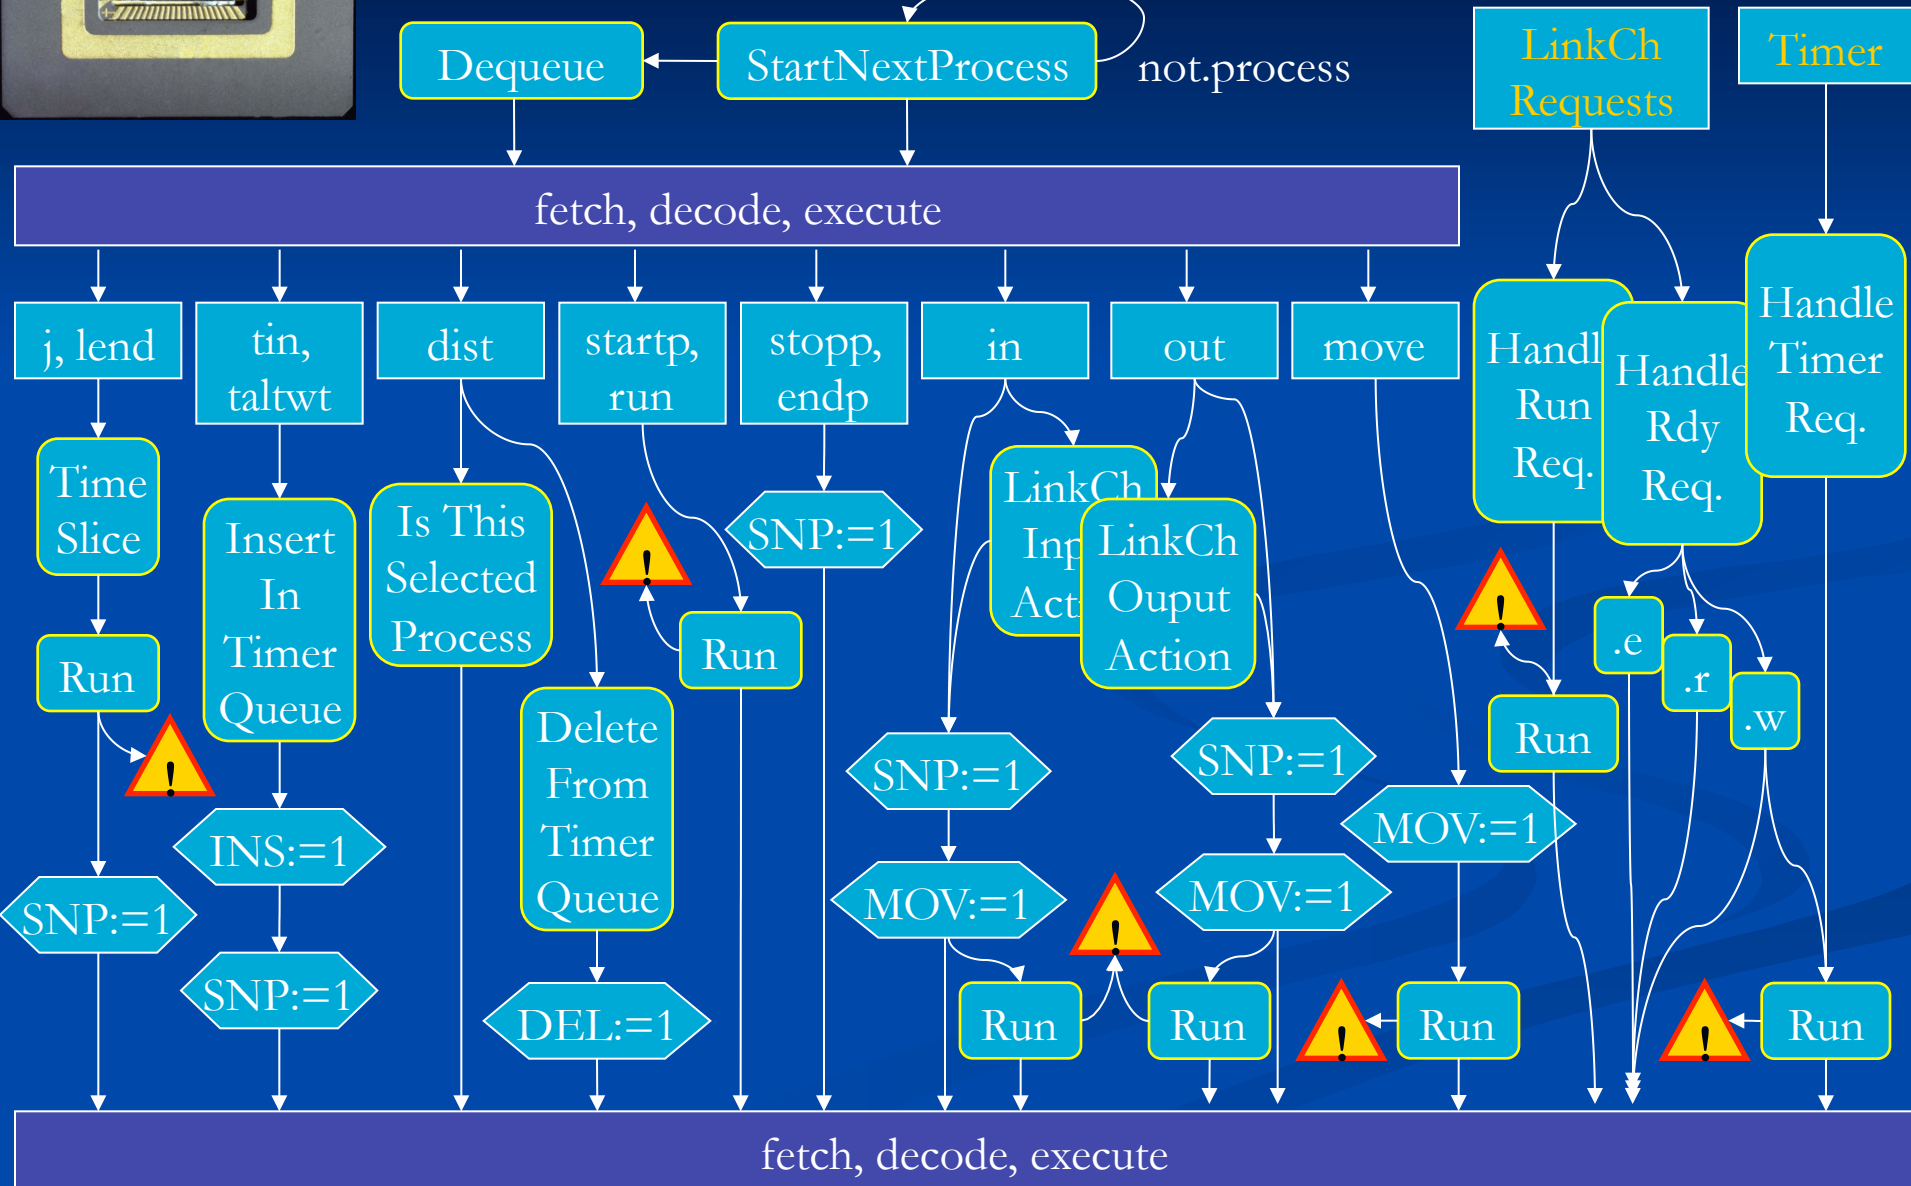 Dequeue
StartNextProcess
not.process
LinkCh
Requests
Timer
fetch, decode, execute
j, lend
tin,
taltwt
dist
startp,
run
stopp,
endp
in
out
move
Handl
Run
Req.
Handle
Rdy
Req.
Handle
Timer
Req.
Time
Slice
Run
!
SNP:=1
Insert
In
Timer
Queue
INS:=1
SNP:=1
Is This
Selected
Process
Delete
From
Timer
Queue
DEL:=1
!
Run
SNP:=1
LinkCh
Inp
Act
LinkCh
Ouput
Action
SNP:=1
MOV:=1
Run
!
SNP:=1
MOV:=1
Run
MOV:=1
!
Run
!
Run
.e
.r
.w
!
Run
fetch, decode, execute